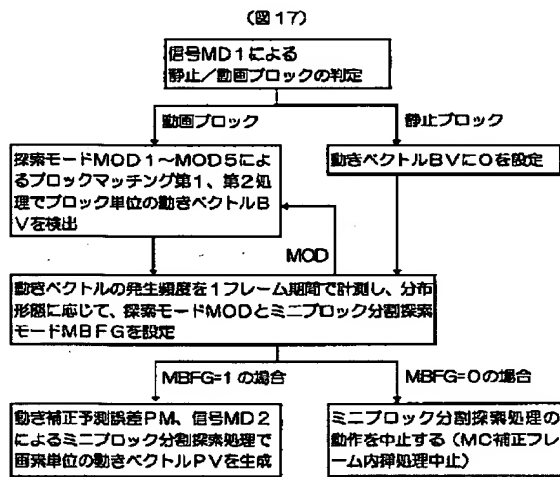 (図17)
信号MD1による
静止/動画ブロックの判定
動画ブロック
静止ブロック
探索モードMOD1~MOD5によ
るブロックマッチング第1、第2処
理でブロック単位の動きベクトルB
Vを検出
動きベクトルBVに0を設定
MOD
動きベクトルの発生頻度を1フレーム期間で計測し、分布
形態に応じて、探索モードMODとミニブロック分割探索
モードMBFGを設定
MBFG=1の場合
MBFG=0の場合
動き補正予測誤差PM、信号MD2
によるミニブロック分割探索処理で
画素単位の動きベクトルPVを生成
ミニブロック分割探索処理の
動作を中止する(MC補正フレ
ーム内挿処理中止)